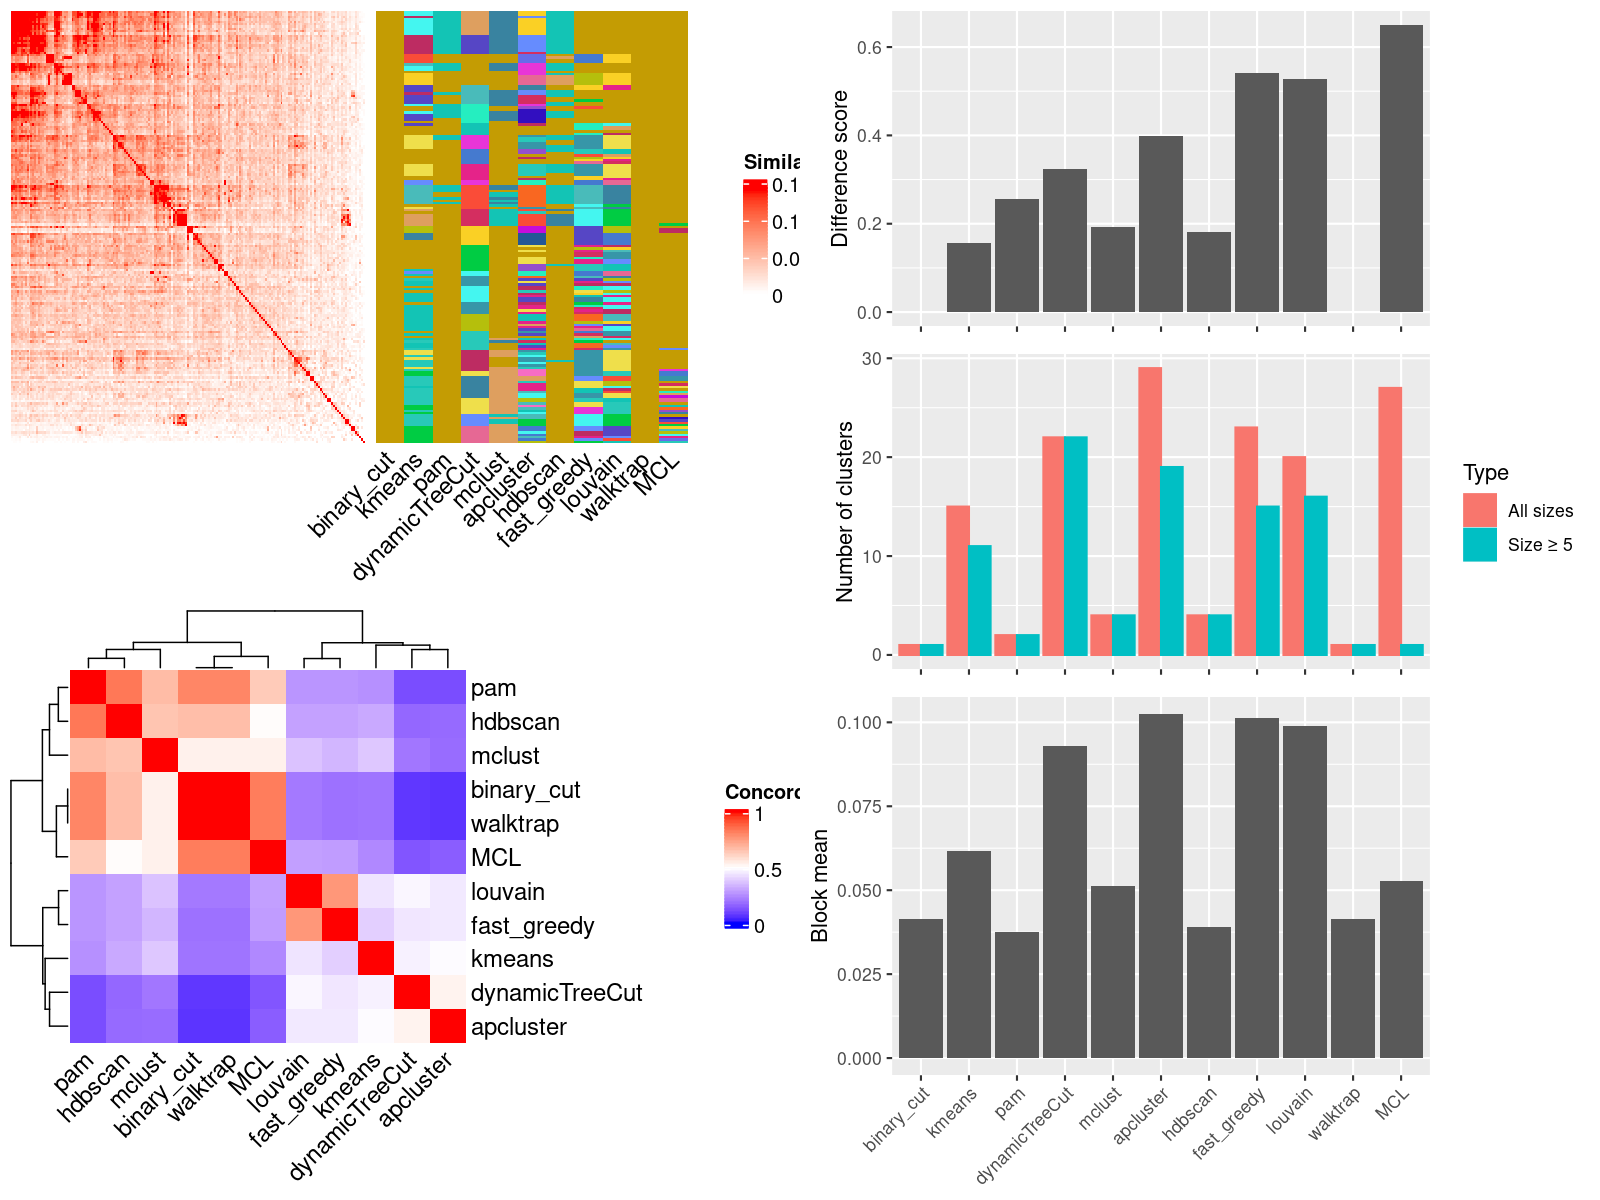 Simila
0.1
0.1
0.0
0
binary_cut
kmeans
pam
dynamicTreeCut
mclust
apcluster
hdbscan
fast_greedy
louvain
walktrap
MCL
pam
hdbscan
mclust
binary_cut
walktrap
MCL
louvain
fast_greedy
kmeans
dynamicTreeCut
apcluster
Concord
1
0.5
0
pam
hdbscan
mclust
binary_cut
walktrap
MCL
louvain
fast_greedy
kmeans
dynamicTreeCut
apcluster
Difference score
0.6
0.4
0.2
0.0
Number of clusters
30
20
10
0
Type
All sizes
Size ≥ 5
Block mean
0.100
0.075
0.050
0.025
0.000
binary_cut
kmeans
pam
dynamicTreeCut
mclust
apcluster
hdbscan
fast_greedy
louvain
walktrap
MCL